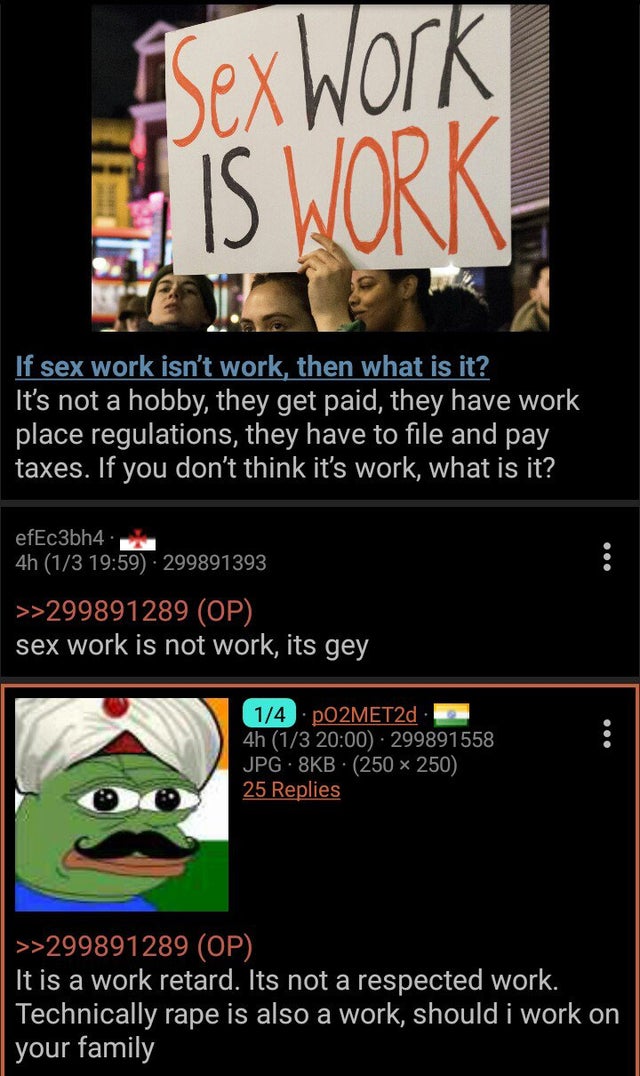 Sex Work
IS WORK
If sex work isn't work, then what is it?
It's not a hobby, they get paid, they have work
place regulations, they have to file and pay
taxes. If you don't think it's work, what is it?
efEc3bh4 ·
4h (1/3 19:59) · 299891393
>>299891289 (OP)
sex work is not work, its gey
1/4 · pO2MET2d ·
4h (1/3 20:00) · 299891558
JPG · 8KB · (250 × 250)
25 Replies
>>299891289 (OP)
It is a work retard. Its not a respected work.
Technically rape is also a work, should i work on
your family